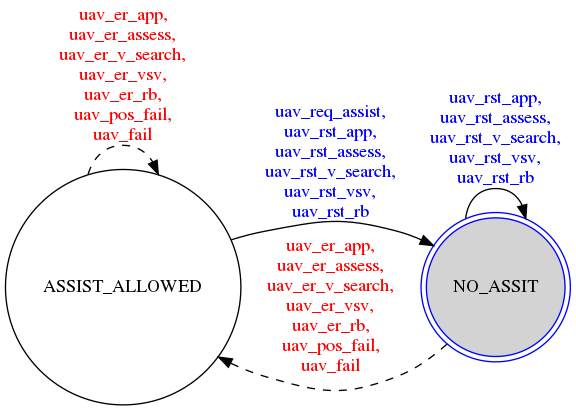 uav_er_app,
uav_er_assess,
uav_er_v_search,
uav_er_vsv,
uav_er_rb,
uav_pos_fail,
uav_fail
uav_req_assist,
uav_rst_app,
uav_rst_assess,
uav_rst_v_search,
uav_rst_vsv,
uav_rst_rb
uav_rst_app,
uav_rst_assess,
uav_rst_v_search,
uav_rst_vsv,
uav_rst_rb
uav_er_app,
uav_er_assess,
uav_er_v_search,
uav_er_vsv,
uav_er_rb,
uav_pos_fail,
uav_fail
ASSIST_ALLOWED
NO_ASSIT